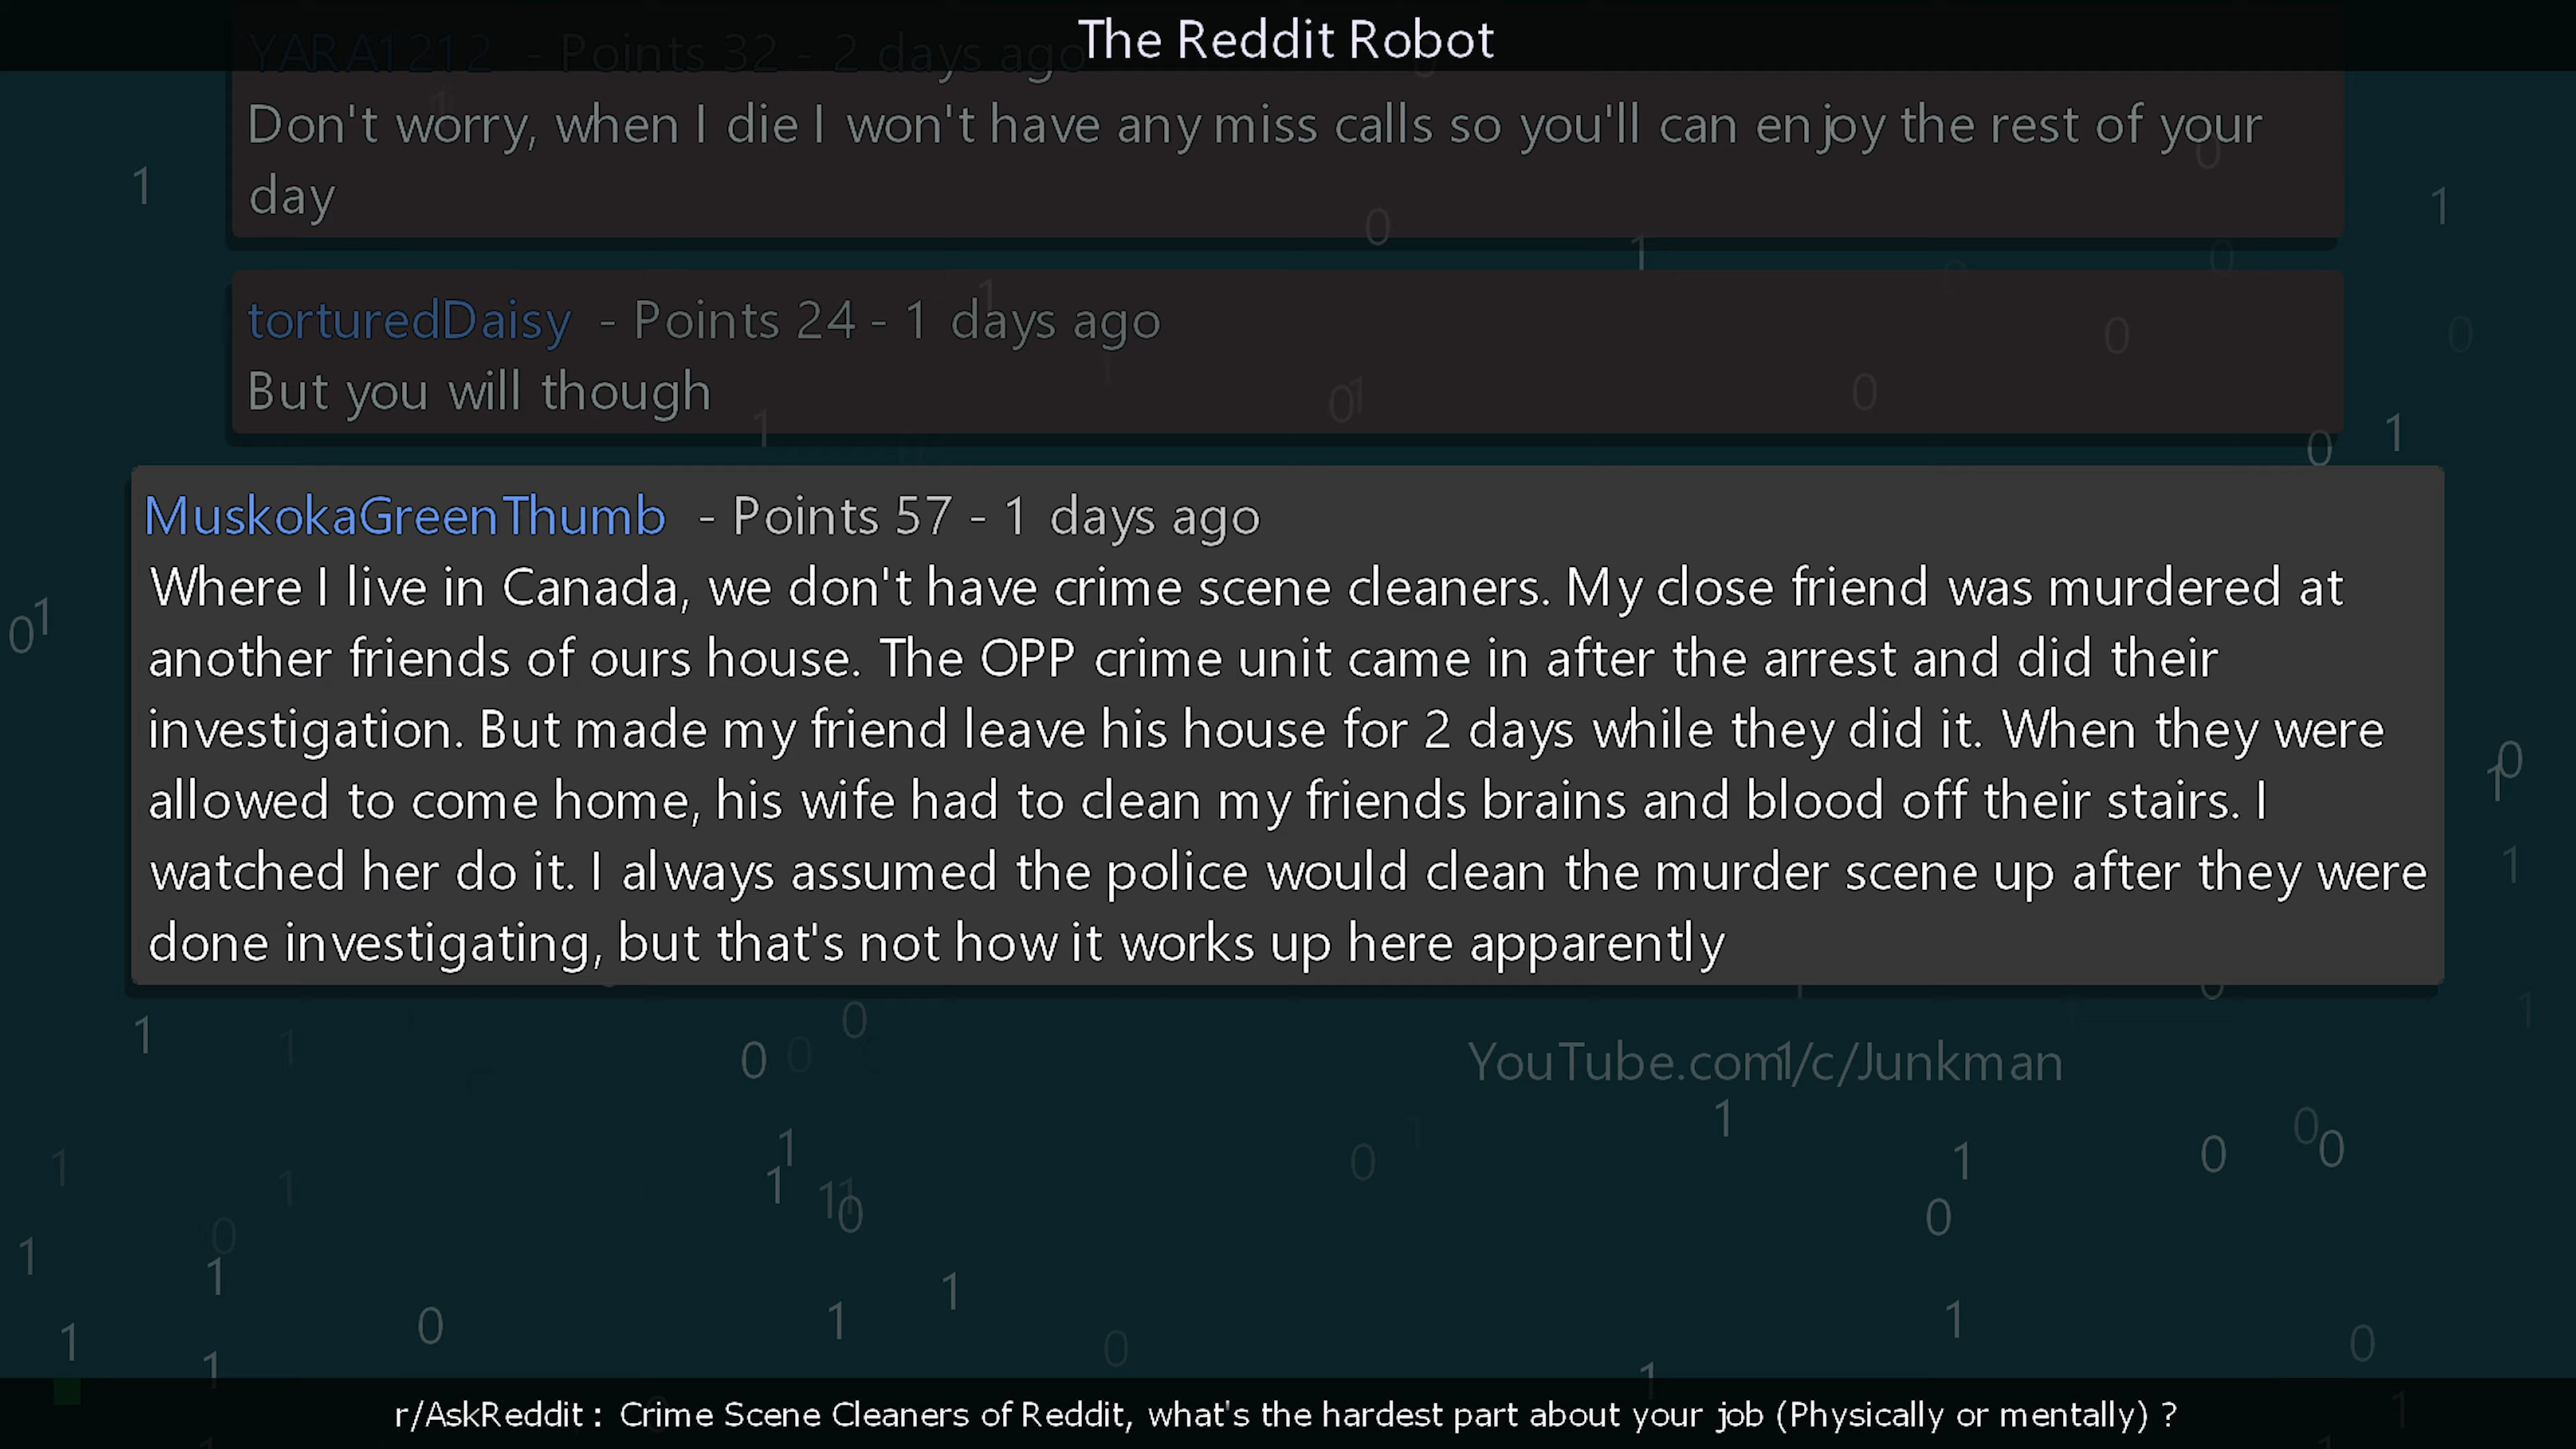 The Reddit Robot
YARA1212 - Points 32 - 2 days ago
Don't worry, when I die I won't have any miss calls so you'll can enjoy the rest of your
day
torturedDaisy - Points 24 - 1 days ago
But you will though
MuskokaGreenThumb - Points 57 - 1 days ago
Where I live in Canada, we don't have crime scene cleaners. My close friend was murdered at
another friends of ours house. The OPP crime unit came in after the arrest and did their
investigation. But made my friend leave his house for 2 days while they did it. When they were
allowed to come home, his wife had to clean my friends brains and blood off their stairs. I
watched her do it. I always assumed the police would clean the murder scene up after they were
done investigating, but that's not how it works up here apparently
YouTube.com/c/Junkman
r/AskReddit : Crime Scene Cleaners of Reddit, what's the hardest part about your job (Physically or mentally) ?